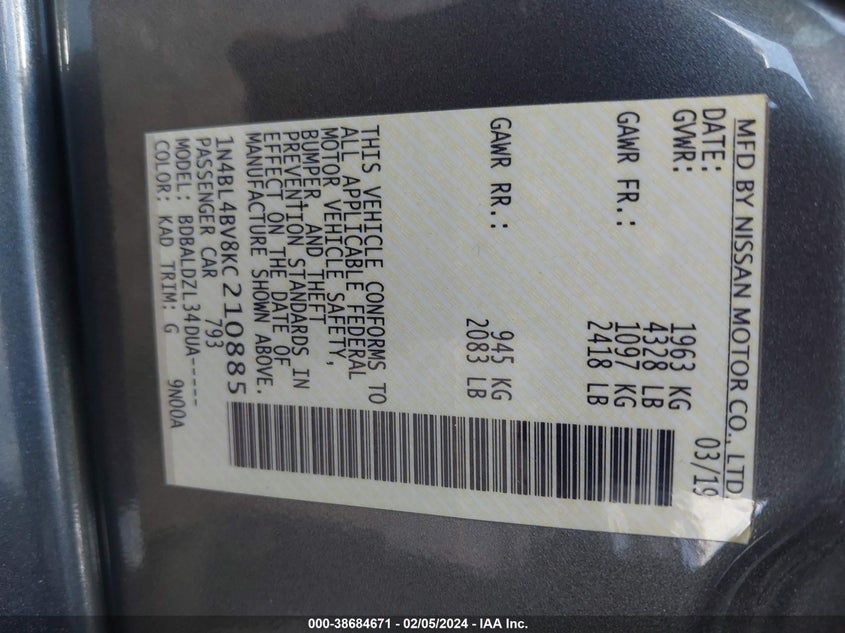 MFD BY NISSAN MOTOR CO., LTD
DATE: 03/19
GVWR: 1963 KG
4328 LB
GAWR FR.: 1097 KG
2418 LB
GAWR RR.: 945 KG
2083 LB
THIS VEHICLE CONFORMS TO
ALL APPLICABLE FEDERAL
MOTOR VEHICLE SAFETY,
BUMPER, AND THEFT
PREVENTION STANDARDS IN
EFFECT ON THE DATE OF
MANUFACTURE SHOWN ABOVE.
1N4BL4BV8KC210885
PASSENGER CAR 793
MODEL: BDBALDZL34DUA-----
COLOR: KAD TRIM: G 9N00A
000-38684671 - 02/05/2024 - IAA Inc.